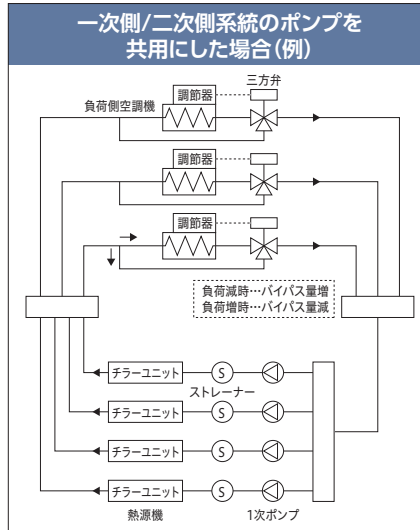 一次側/二次側系統のポンプを
共用にした場合(例)
三方弁
調節器
負荷側空調機
調節器
調節器
負荷減時…バイパス量増
負荷増時…バイパス量減
チラーユニット
S
ストレーナー
チラーユニット
S
チラーユニット
S
チラーユニット
S
熱源機
1次ポンプ